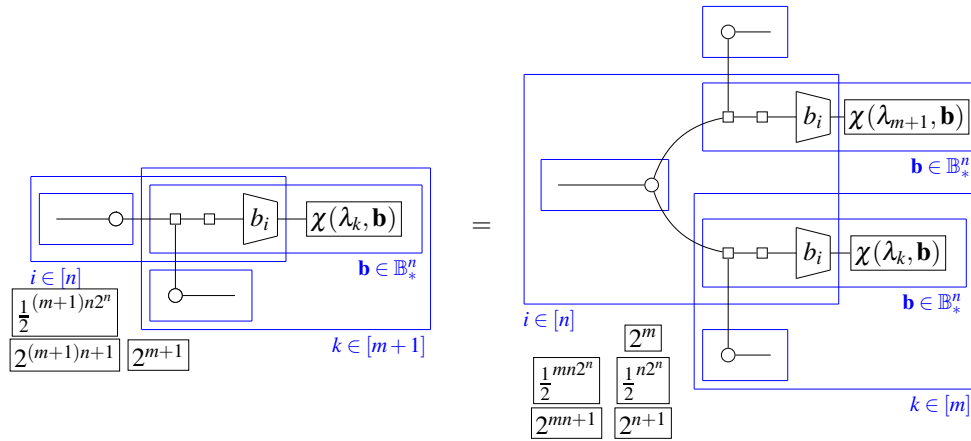 b_i χ(λ_{m+1}, **b**)
**b** ∈ 𝔹^n_*
b_i χ(λ_k, **b**) = b_i χ(λ_k, **b**)
**b** ∈ 𝔹^n_* **b** ∈ 𝔹^n_*
i ∈ [n] i ∈ [n]
½^{(m+1)n2^n} 2^m
k ∈ [m+1]
2^{(m+1)n+1} 2^{m+1} ½^{mn2^n} ½^{n2^n}
k ∈ [m]
2^{mn+1} 2^{n+1}